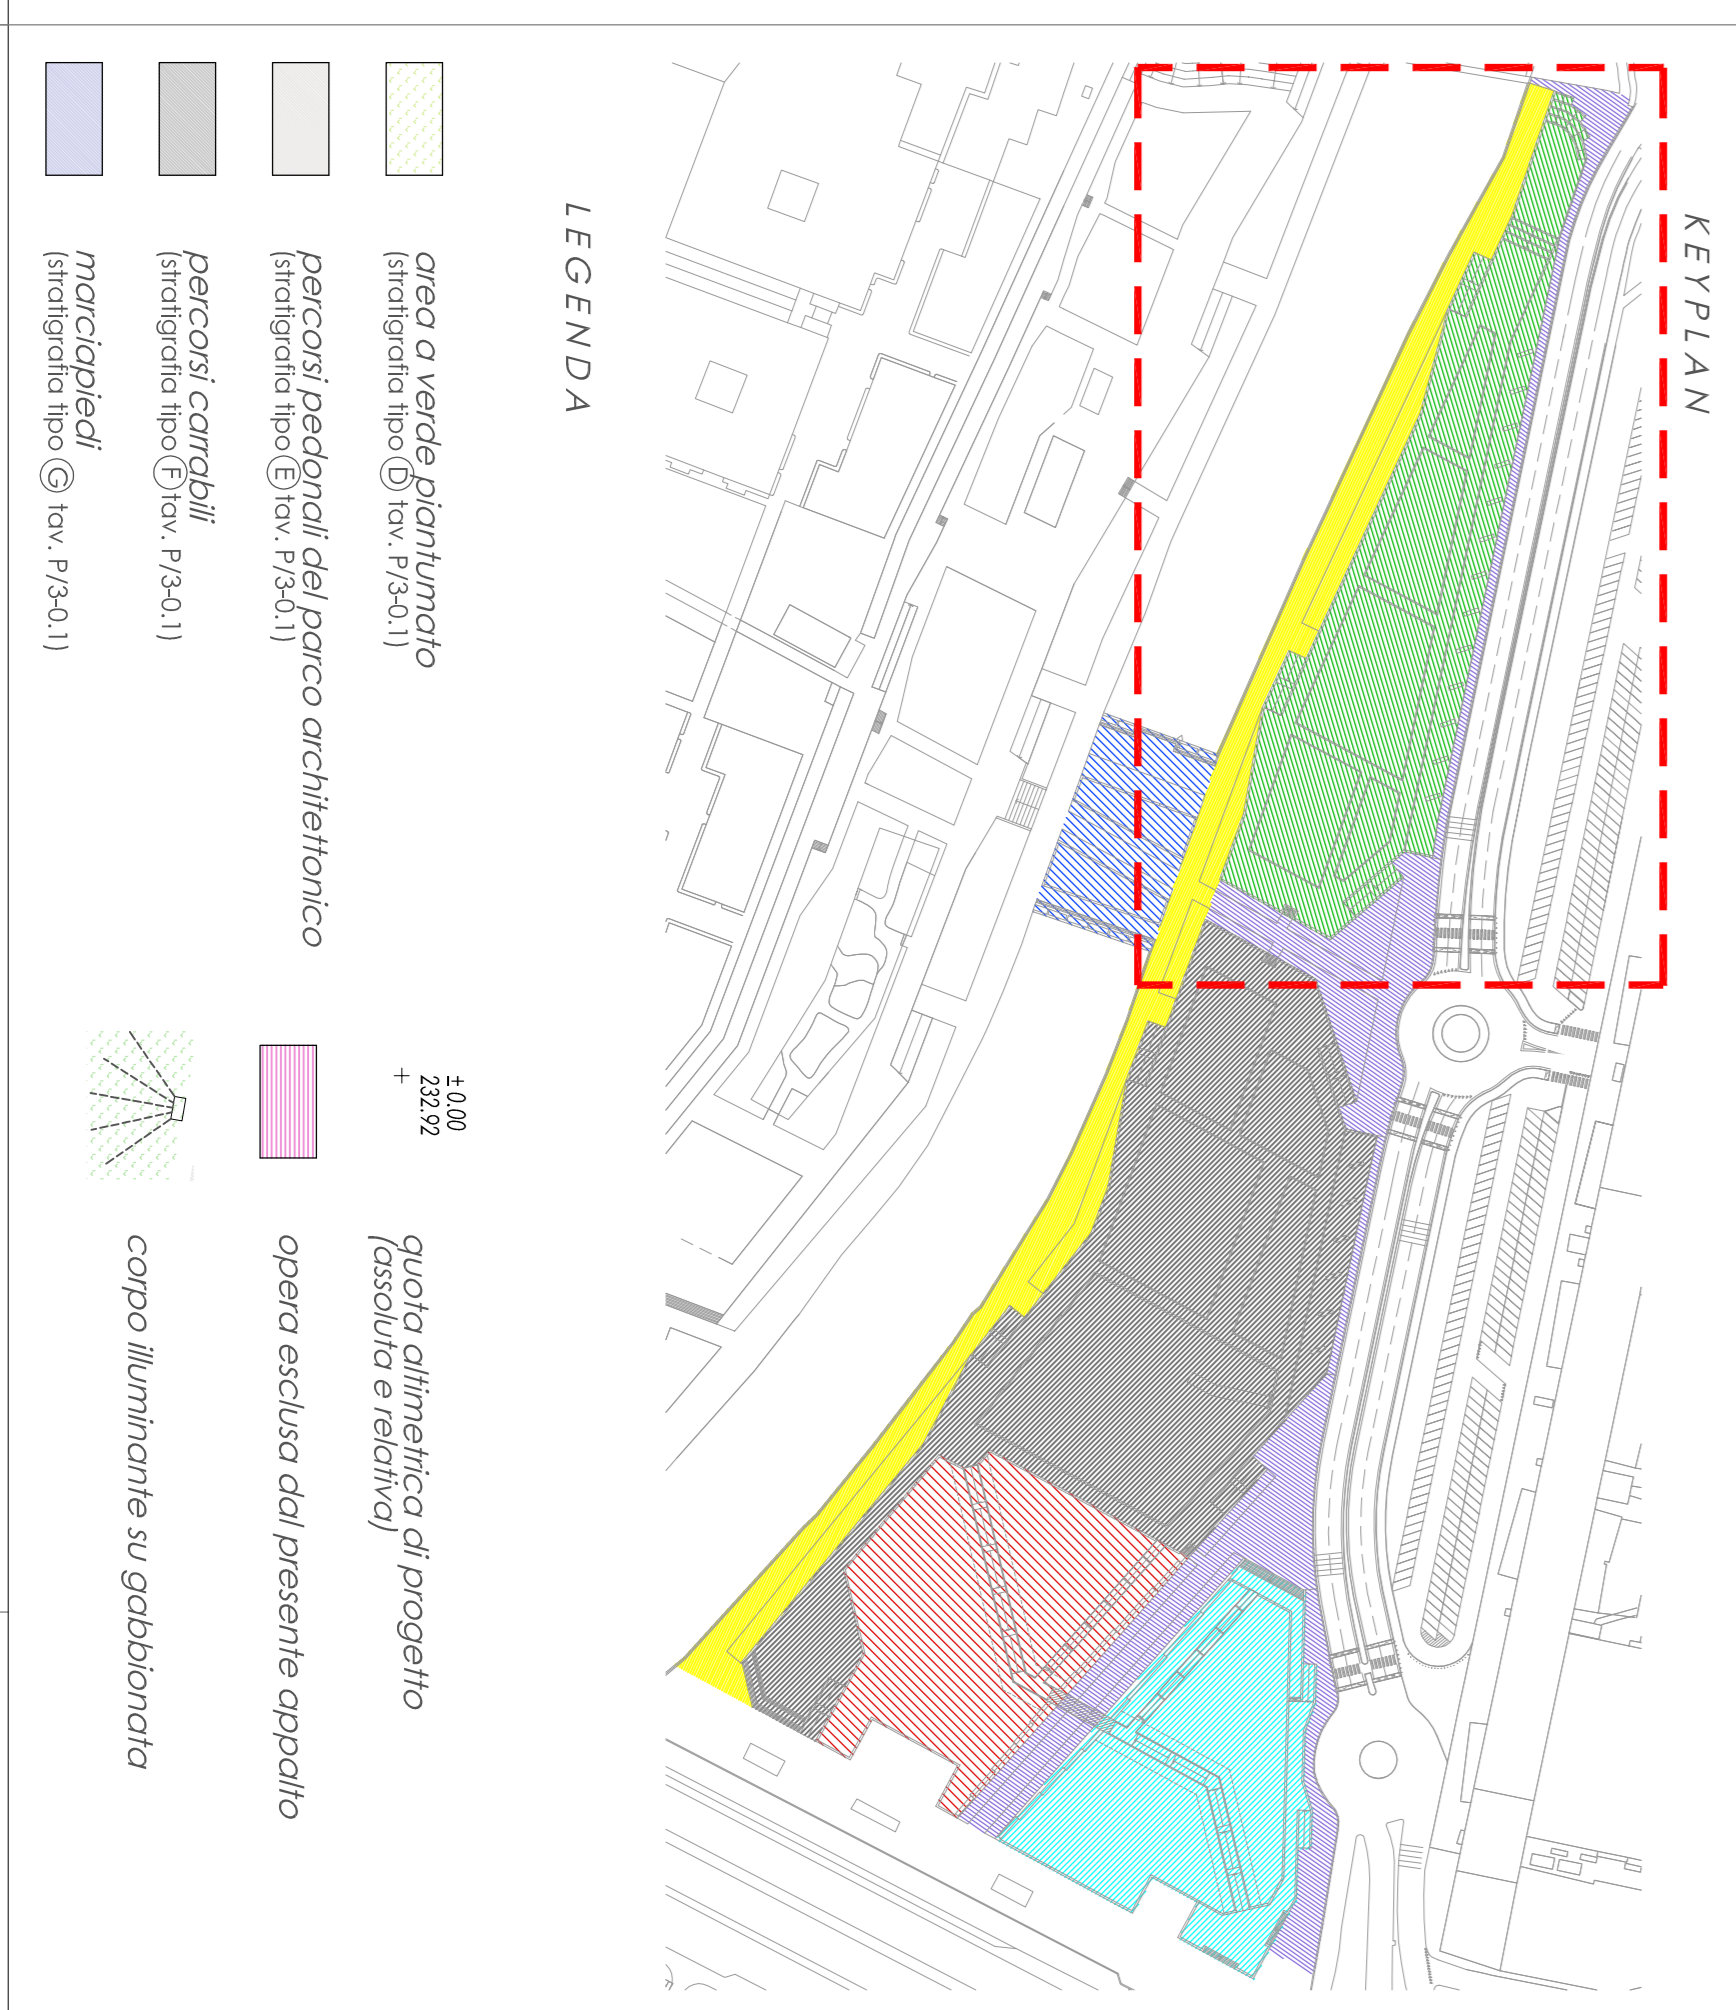 KEYPLAN
LEGENDA
area a verde piantumato
(stratigrafia tipo D tav. P/3-0.1)
percorsi pedonali del parco architettonico
(stratigrafia tipo E tav. P/3-0.1)
percorsi carrabili
(stratigrafia tipo F tav. P/3-0.1)
marciapiedi
(stratigrafia tipo G tav. P/3-0.1)
±0.00
232.92
+
quota altimetrica di progetto
(assoluta e relativa)
opera esclusa dal presente appalto
corpo illuminante su gabbionata